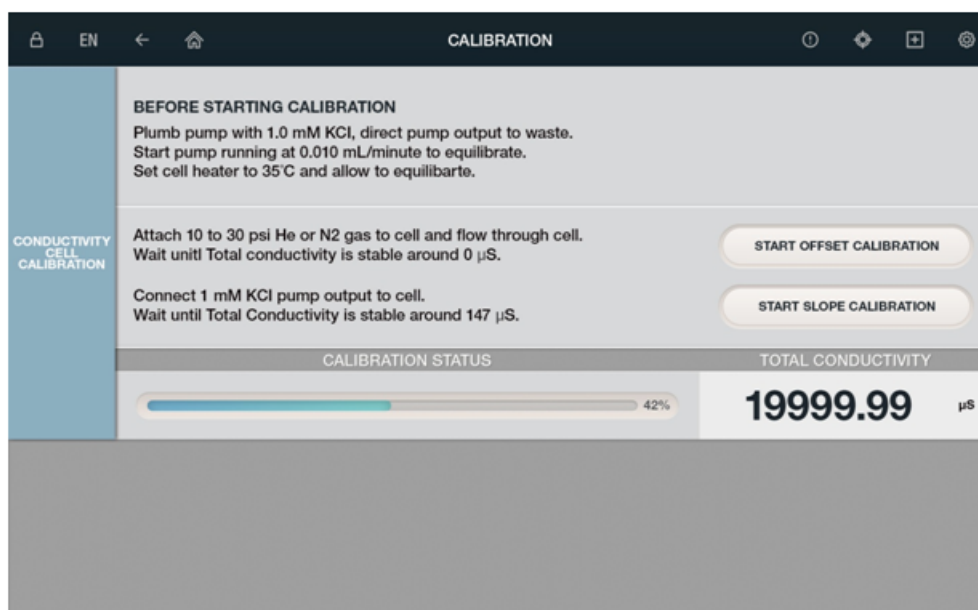 EN
CALIBRATION
BEFORE STARTING CALIBRATION
Plumb pump with 1.0 mM KCI, direct pump output to waste.
Start pump running at 0.010 mL/minute to equilibrate.
Set cell heater to 35°C and allow to equilibarte.
CONDUCTIVITY
CELL
CALIBRATION
Attach 10 to 30 psi He or N2 gas to cell and flow through cell.
Wait unitl Total conductivity is stable around 0 µS.
START OFFSET CALIBRATION
Connect 1 mM KCI pump output to cell.
Wait until Total Conductivity is stable around 147 µS.
START SLOPE CALIBRATION
CALIBRATION STATUS
TOTAL CONDUCTIVITY
42%
19999.99 µS